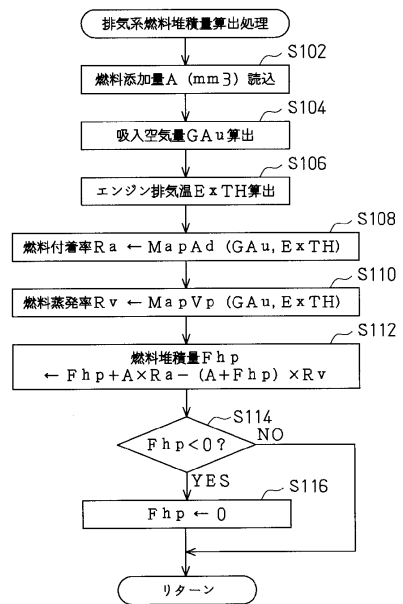 排気系燃料堆積量算出処理
S102
燃料添加量A (mm3) 読込
S104
吸入空気量GAu算出
S106
エンジン排気温ExTH算出
S108
燃料付着率Ra ← MapAd (GAu, ExTH)
S110
燃料蒸発率Rv ← MapVp (GAu, ExTH)
S112
燃料堆積量Fhp
← Fhp+A×Ra−(A+Fhp)×Rv
S114
Fhp<0?
NO
YES
S116
Fhp ← 0
リターン